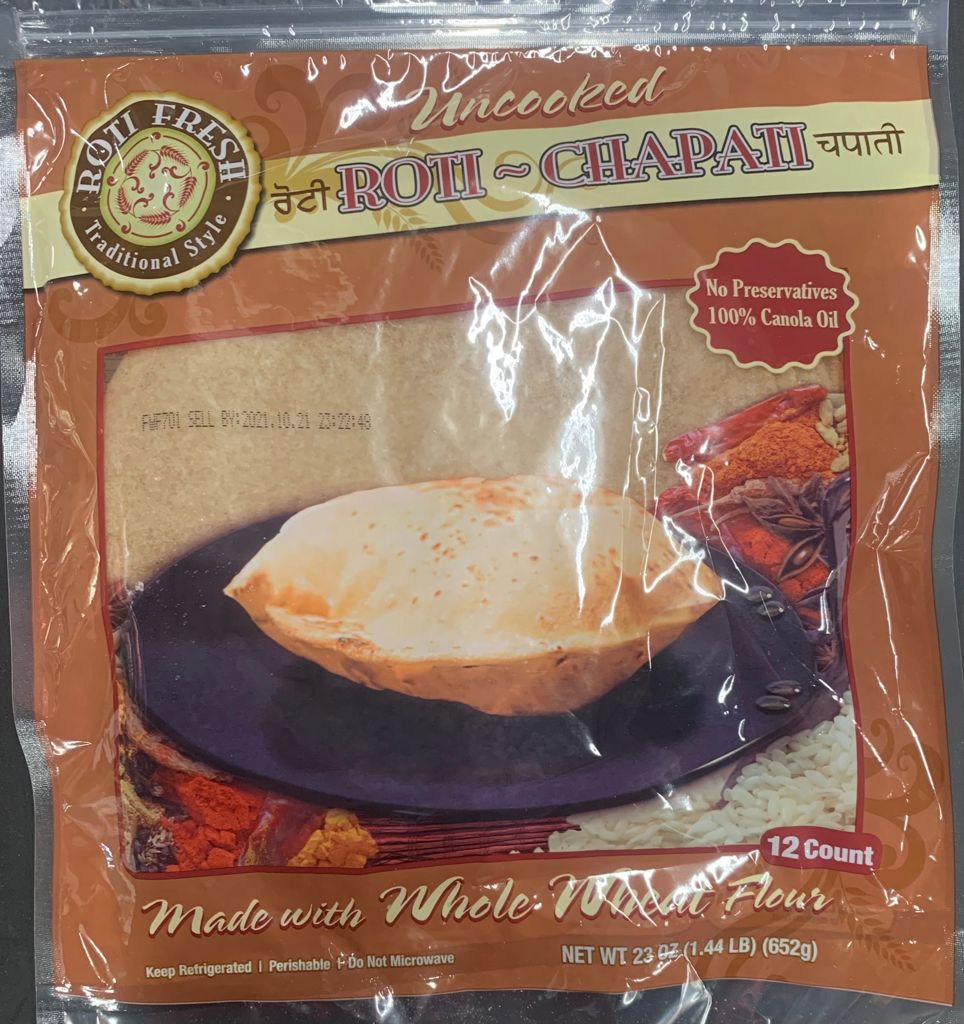 Uncooked
ROTI FRESH
Traditional Style
ਰੋਟੀ ROTI ~ CHAPATI चपाती
No Preservatives
100% Canola Oil
FWF701 SELL BY:2021.10.21 23:22:48
12 Count
Made with Whole Wheat Flour
Keep Refrigerated | Perishable | Do Not Microwave
NET WT 23 OZ (1.44 LB) (652g)